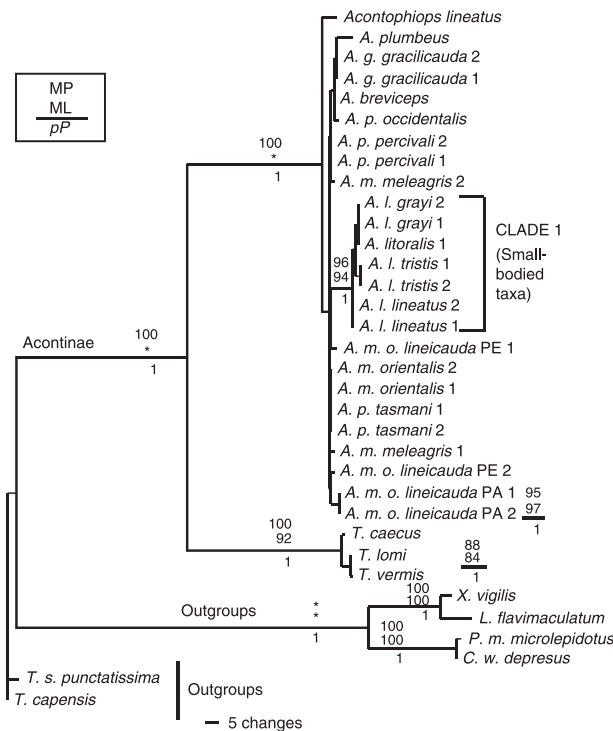 Acontophiops lineatus
A. plumbeus
A. g. gracilicauda 2
A. g. gracilicauda 1
A. breviceps
A. p. occidentalis
A. p. percivali 2
A. p. percivali 1
A. m. meleagris 2
A. l. grayi 2
A. l. grayi 1
A. litoralis 1
A. l. tristis 1
A. l. tristis 2
A. l. lineatus 2
A. l. lineatus 1
A. m. o. lineicauda PE 1
A. m. orientalis 2
A. m. orientalis 1
A. p. tasmani 1
A. p. tasmani 2
A. m. meleagris 1
A. m. o. lineicauda PE 2
A. m. o. lineicauda PA 1
A. m. o. lineicauda PA 2
T. caecus
T. lomi
T. vermis
X. vigilis
L. flavimaculatum
P. m. microlepidotus
C. w. depresus
T. s. punctatissima
T. capensis
MP
ML
pP
100
*
1
96
94
1
CLADE 1
(Small-
bodied
taxa)
Acontinae
100
*
1
95
97
1
100
92
1
88
84
1
Outgroups
*
*
1
100
100
1
100
100
1
Outgroups
5 changes